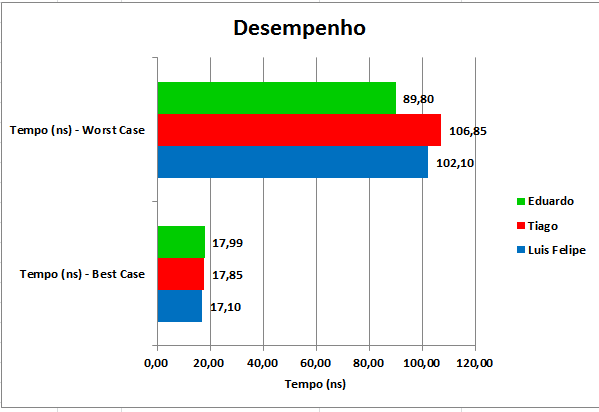 Desempenho
Tempo (ns) - Worst Case
89,80
106,85
102,10
Tempo (ns) - Best Case
17,99
17,85
17,10
Eduardo
Tiago
Luis Felipe
0,00 20,00 40,00 60,00 80,00 100,00 120,00
Tempo (ns)